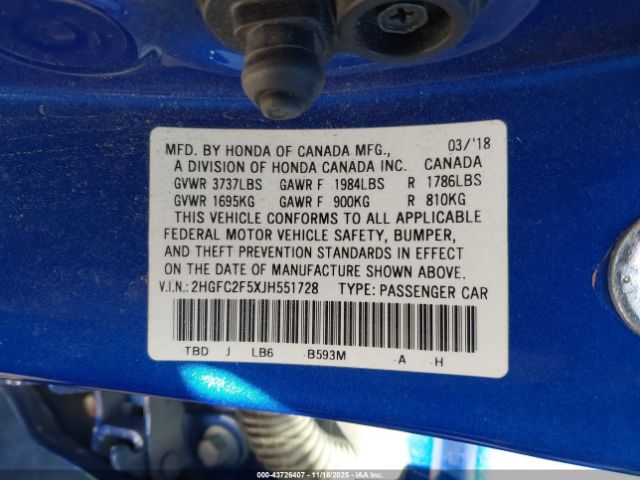 MFD. BY HONDA OF CANADA MFG., 03/'18
A DIVISION OF HONDA CANADA INC. CANADA
GVWR 3737LBS GAWR F 1984LBS R 1786LBS
GVWR 1695KG GAWR F 900KG R 810KG
THIS VEHICLE CONFORMS TO ALL APPLICABLE
FEDERAL MOTOR VEHICLE SAFETY, BUMPER,
AND THEFT PREVENTION STANDARDS IN EFFECT
ON THE DATE OF MANUFACTURE SHOWN ABOVE.
V.I.N.: 2HGFC2F5XJH551728 TYPE: PASSENGER CAR
TBD J LB6 -B593M -A -H
000-43726407 - 11/18/2025 - IAA Corp.